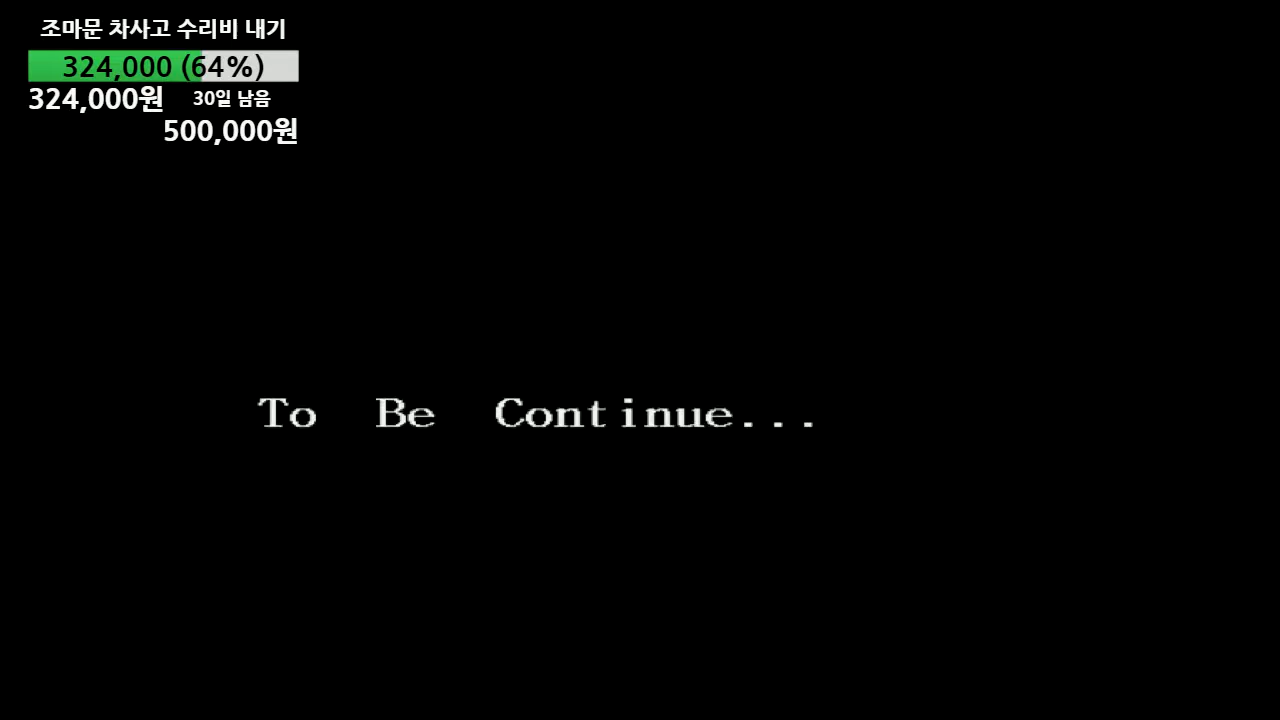 조마문 차사고 수리비 내기
324,000 (64%)
324,000원 30일 남음
500,000원
To Be Continue...